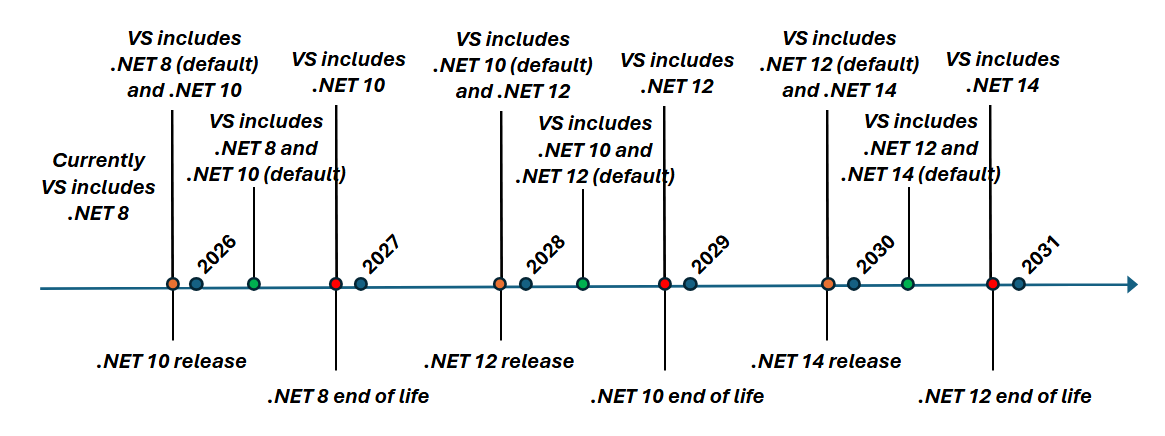 VS includes
.NET 8 (default)
and .NET 10
VS includes
.NET 10
VS includes
.NET 10 (default)
and .NET 12
VS includes
.NET 12
VS includes
.NET 12 (default)
and .NET 14
VS includes
.NET 14
Currently
VS includes
.NET 8
VS includes
.NET 8 and
.NET 10 (default)
VS includes
.NET 10 and
.NET 12 (default)
VS includes
.NET 12 and
.NET 14 (default)
2026
2027
2028
2029
2030
2031
.NET 10 release
.NET 8 end of life
.NET 12 release
.NET 10 end of life
.NET 14 release
.NET 12 end of life